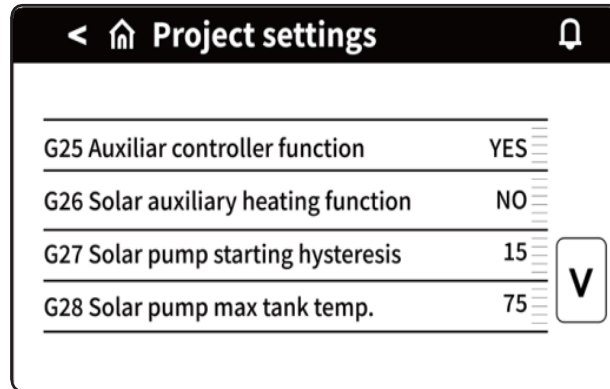 < Project settings
G25 Auxiliar controller function YES
G26 Solar auxiliary heating function NO
G27 Solar pump starting hysteresis 15
G28 Solar pump max tank temp. 75
V